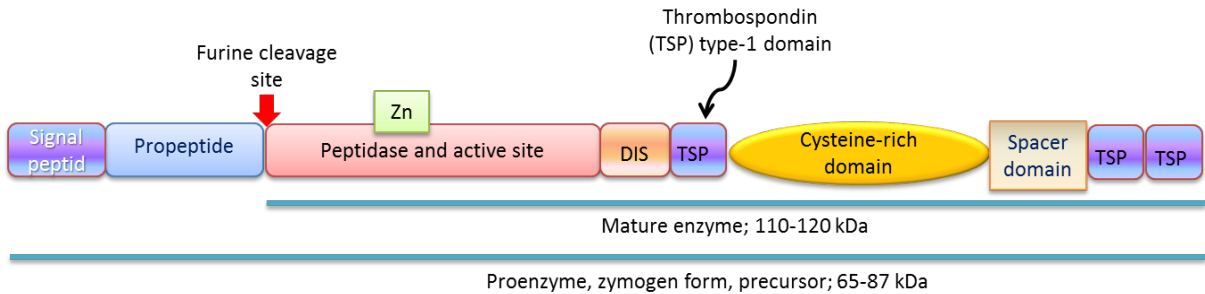 Thrombospondin
(TSP) type-1 domain
Furine cleavage
site
Zn
Signal
peptid
Propeptide
Peptidase and active site
DIS
TSP
Cysteine-rich
domain
Spacer
domain
TSP
TSP
Mature enzyme; 110-120 kDa
Proenzyme, zymogen form, precursor; 65-87 kDa